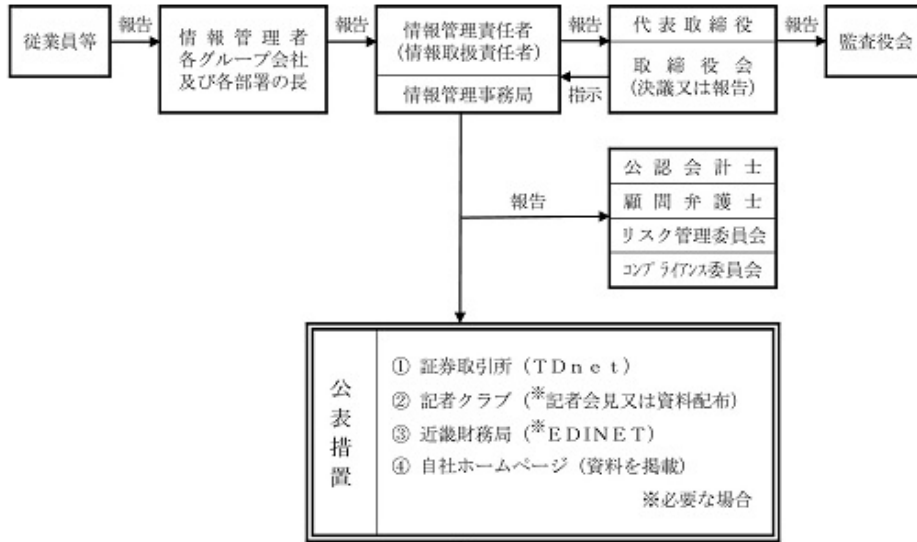 従業員等
報告
情報管理者
各グループ会社
及び各部署の長
報告
情報管理責任者
(情報取扱責任者)
情報管理事務局
報告
指示
代表取締役
取締役会
(決議又は報告)
報告
監査役会
報告
公認会計士
顧問弁護士
リスク管理委員会
コンプライアンス委員会
公表措置
① 証券取引所 (TDnet)
② 記者クラブ (※記者会見又は資料配布)
③ 近畿財務局 (※EDINET)
④ 自社ホームページ (資料を掲載)
※必要な場合